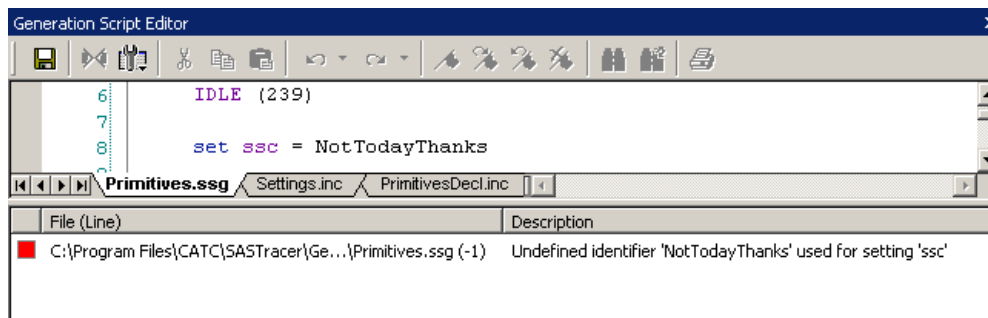 Generation Script Editor
6 IDLE (239)
7
8 set ssc = NotTodayThanks
Primitives.ssg Settings.inc PrimitivesDecl.inc
File (Line) Description
C:\Program Files\CATC\SASTracer\Ge...\Primitives.ssg (-1) Undefined identifier 'NotTodayThanks' used for setting 'ssc'